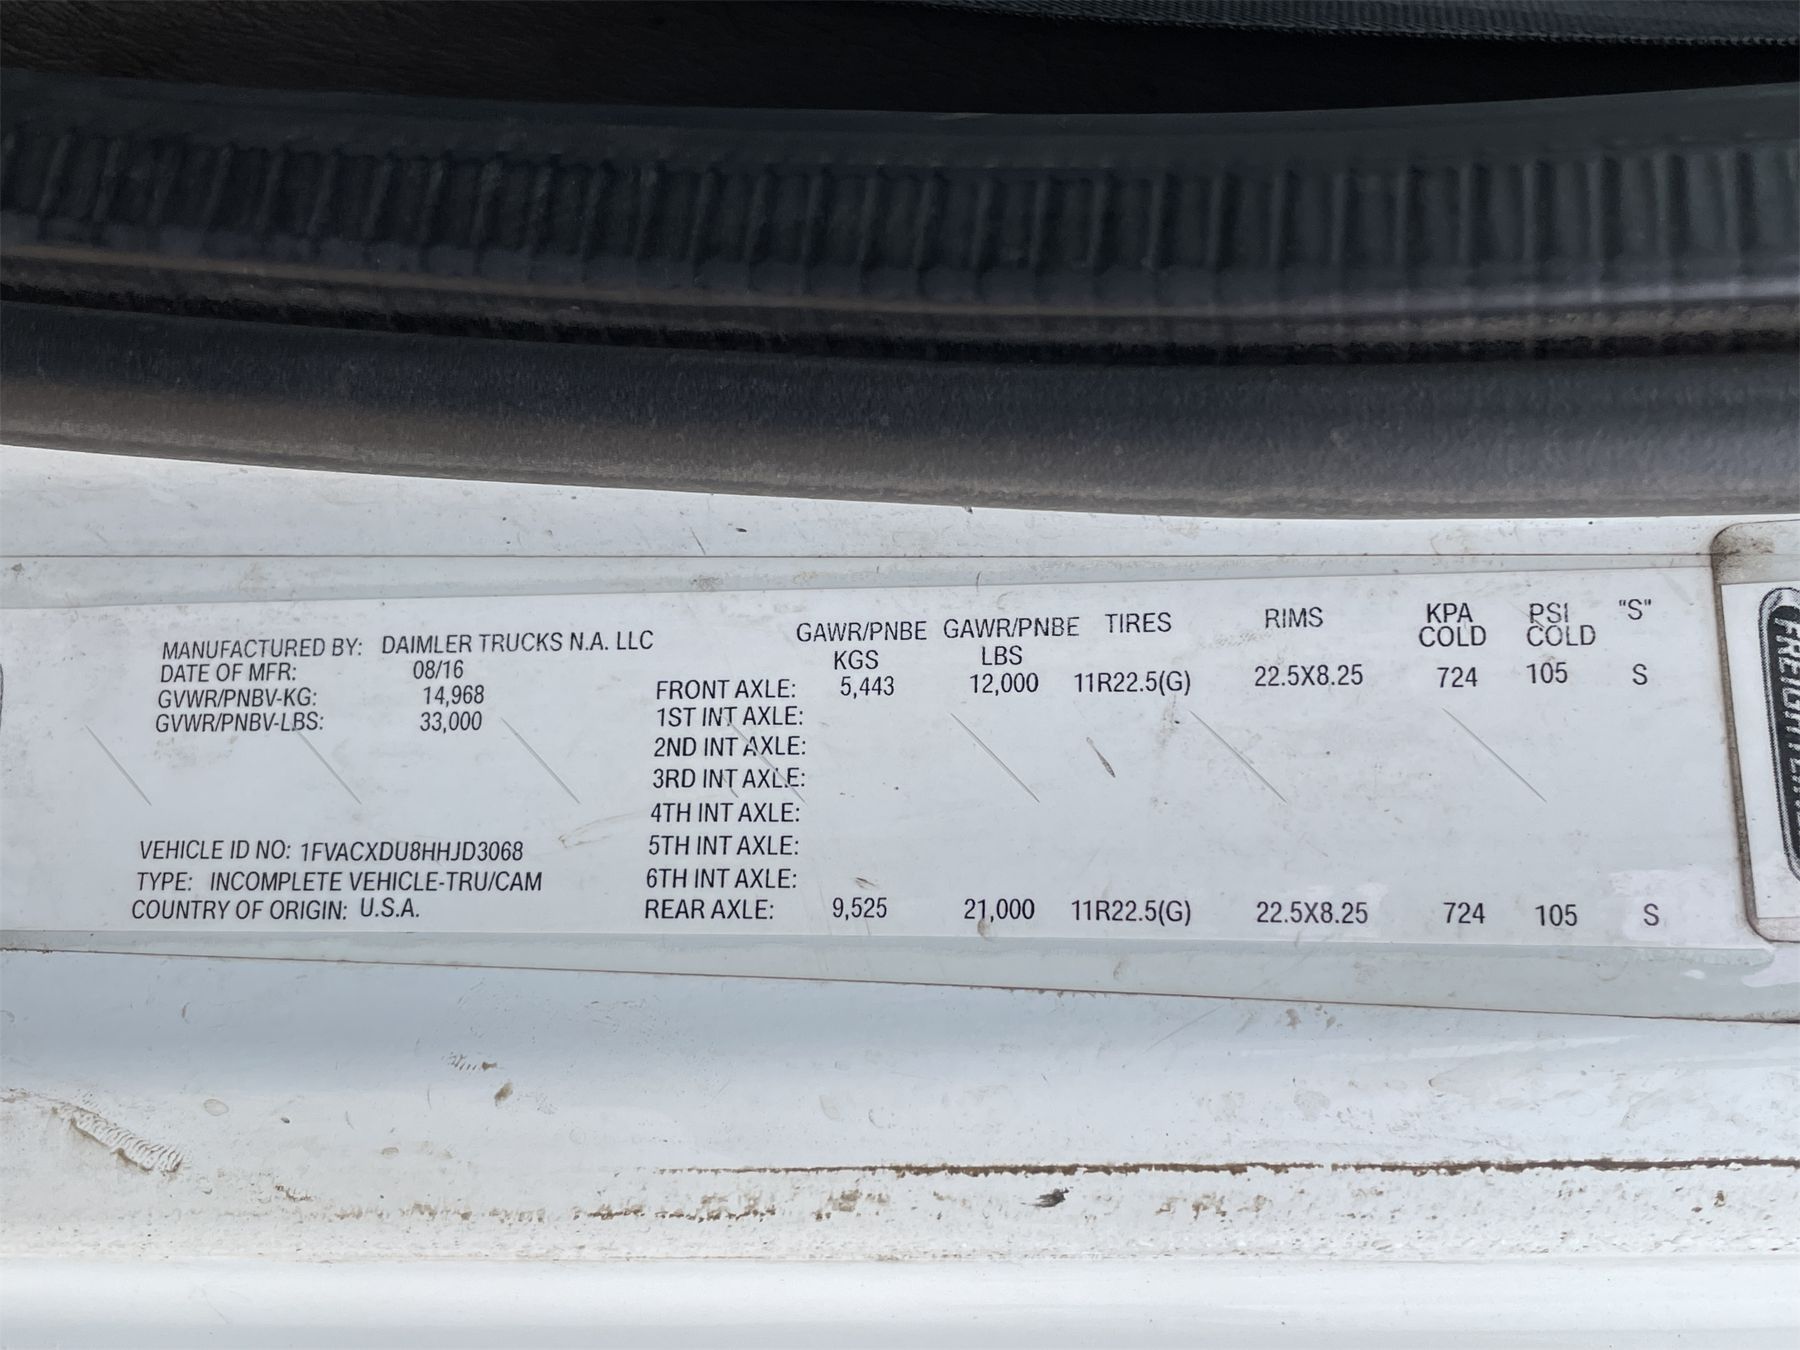 MANUFACTURED BY: DAIMLER TRUCKS N.A. LLC
DATE OF MFR: 08/16
GVWR/PNBV-KG: 14,968
GVWR/PNBV-LBS: 33,000
VEHICLE ID NO: 1FVACXDU8HHJD3068
TYPE: INCOMPLETE VEHICLE-TRU/CAM
COUNTRY OF ORIGIN: U.S.A.
GAWR/PNBE GAWR/PNBE TIRES RIMS KPA PSI "S"
KGS LBS COLD COLD
FRONT AXLE: 5,443 12,000 11R22.5(G) 22.5X8.25 724 105 S
1ST INT AXLE:
2ND INT AXLE:
3RD INT AXLE:
4TH INT AXLE:
5TH INT AXLE:
6TH INT AXLE:
REAR AXLE: 9,525 21,000 11R22.5(G) 22.5X8.25 724 105 S